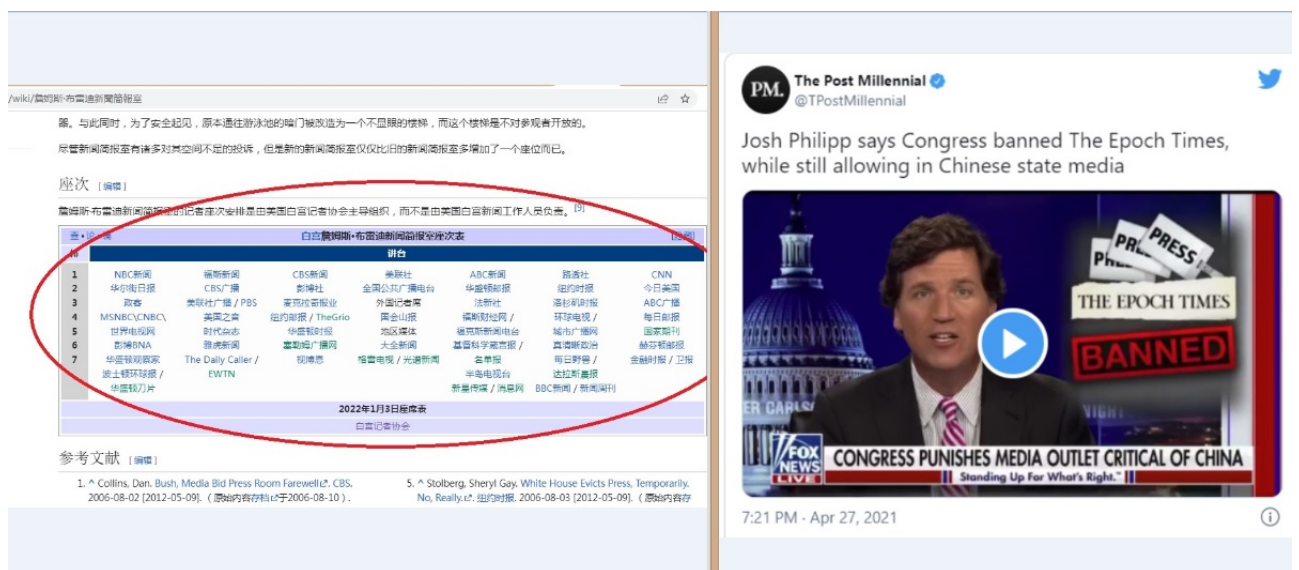 /wiki/詹姆斯·布雷迪新聞簡報室
器。与此同时，为了安全起见，原本通往游泳池的暗门被改造为一个不显眼的楼梯，而这个楼梯是不对参观者开放的。
尽管新闻简报室有诸多对其空间不足的投诉，但是新的新闻简报室仅仅比旧的新闻简报室多增加了一个座位而已。
座次 [编辑]
詹姆斯·布雷迪新闻简报室的记者座次安排是由美国白宫记者协会主导组织，而不是由美国白宫新闻工作人员负责。[9]
查·论·编 白宫詹姆斯·布雷迪新闻简报室座次表 [隐藏]
排 讲台
1 NBC新闻 福斯新闻 CBS新闻 美联社 ABC新闻 路透社 CNN
2 华尔街日报 CBS广播 彭博社 全国公共广播电台 华盛顿邮报 纽约时报 今日美国
3 政客 美联社广播 / PBS 麦克拉奇报业 外国记者席 法新社 洛杉矶时报 ABC广播
4 MSNBC\CNBC\ 美国之音 纽约邮报 / TheGrio 国会山报 福斯财经网 / 环球电视 / 每日邮报
5 世界电视网 时代杂志 华盛顿时报 地区媒体 福克斯新闻电台 城市广播网 国家期刊
6 彭博BNA 雅虎新闻 塞勒姆广播网 大全新闻 基督科学箴言报 / 真清晰政治 赫芬顿邮报
7 华盛顿观察家 The Daily Caller / 视博恩 格雷电视 / 光谱新闻 名单报 每日野兽 / 金融时报 / 卫报
波士顿环球报 / EWTN 半岛电视台 达拉斯晨报
华盛顿刀片 新星传媒 / 消息网 BBC新闻 / 新闻周刊
2022年1月3日座席表
白宫记者协会
参考文献 [编辑]
1. ^ Collins, Dan. Bush, Media Bid Press Room Farewell. CBS.
2006-08-02 [2012-05-09]. （原始内容存档于2006-08-10）.
5. ^ Stolberg, Sheryl Gay. White House Evicts Press, Temporarily.
No, Really. 纽约时报. 2006-08-03 [2012-05-09]. （原始内容存
PM.
The Post Millennial
@TPostMillennial
Josh Philipp says Congress banned The Epoch Times,
while still allowing in Chinese state media
PRESS
PRESS
THE EPOCH TIMES
BANNED
FOX
NEWS
LIVE
CONGRESS PUNISHES MEDIA OUTLET CRITICAL OF CHINA
Standing Up For What's Right.
7:21 PM · Apr 27, 2021